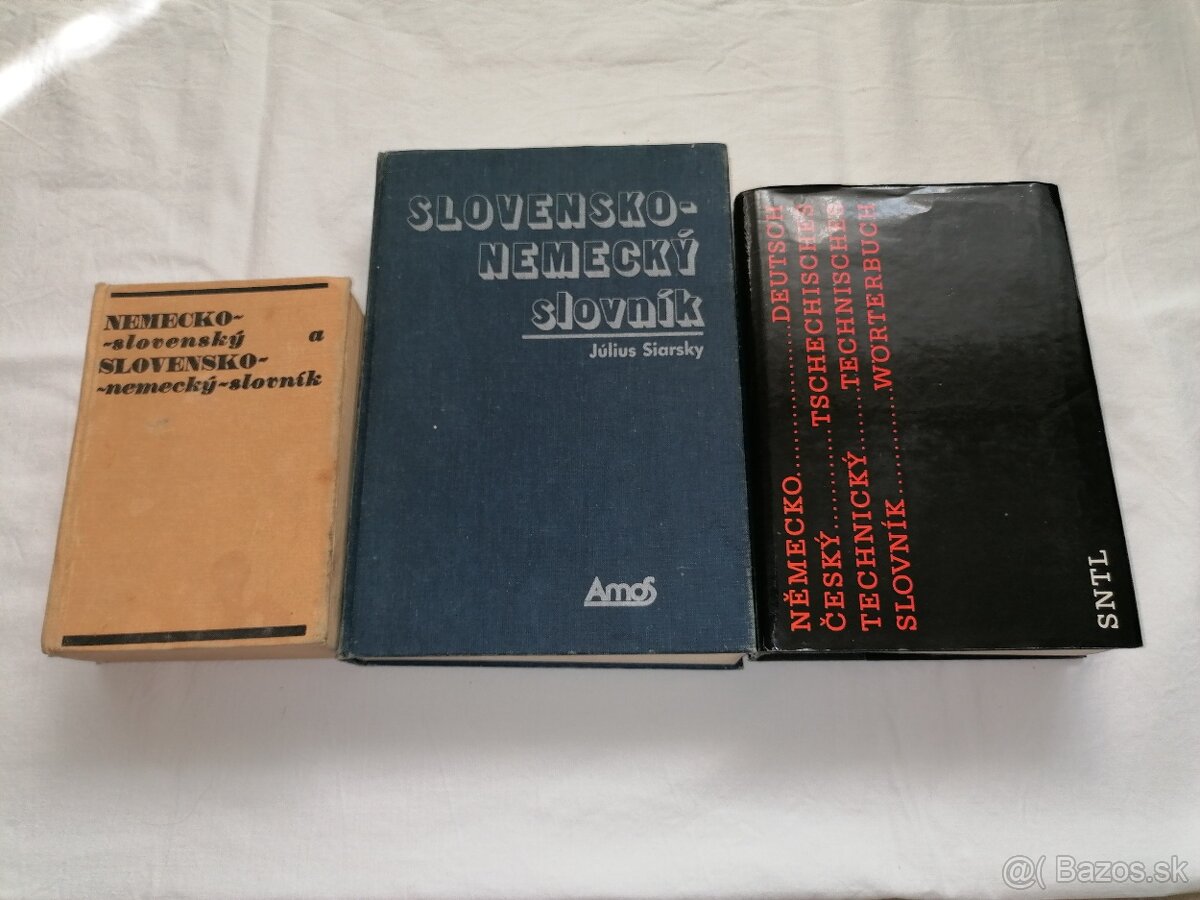 NEMECKO-
-slovenský a
SLOVENSKO-
-nemecký-slovník
SLOVENSKO-
NEMECKÝ
slovník
Július Siarsky
Amos
NĚMECKO....................DEUTSCH
ČESKÝ..........TSCHECHISCHES
TECHNICKÝ.......TECHNISCHES
SLOVNÍK............WÖRTERBUCH
SNTL
@( Bazos.sk